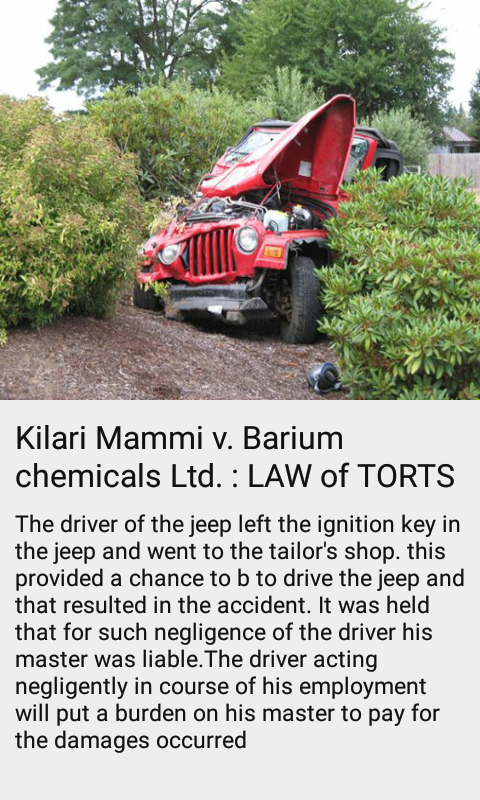 Kilari Mammi v. Barium
chemicals Ltd. : LAW of TORTS
The driver of the jeep left the ignition key in
the jeep and went to the tailor's shop. this
provided a chance to b to drive the jeep and
that resulted in the accident. It was held
that for such negligence of the driver his
master was liable.The driver acting
negligently in course of his employment
will put a burden on his master to pay for
the damages occurred